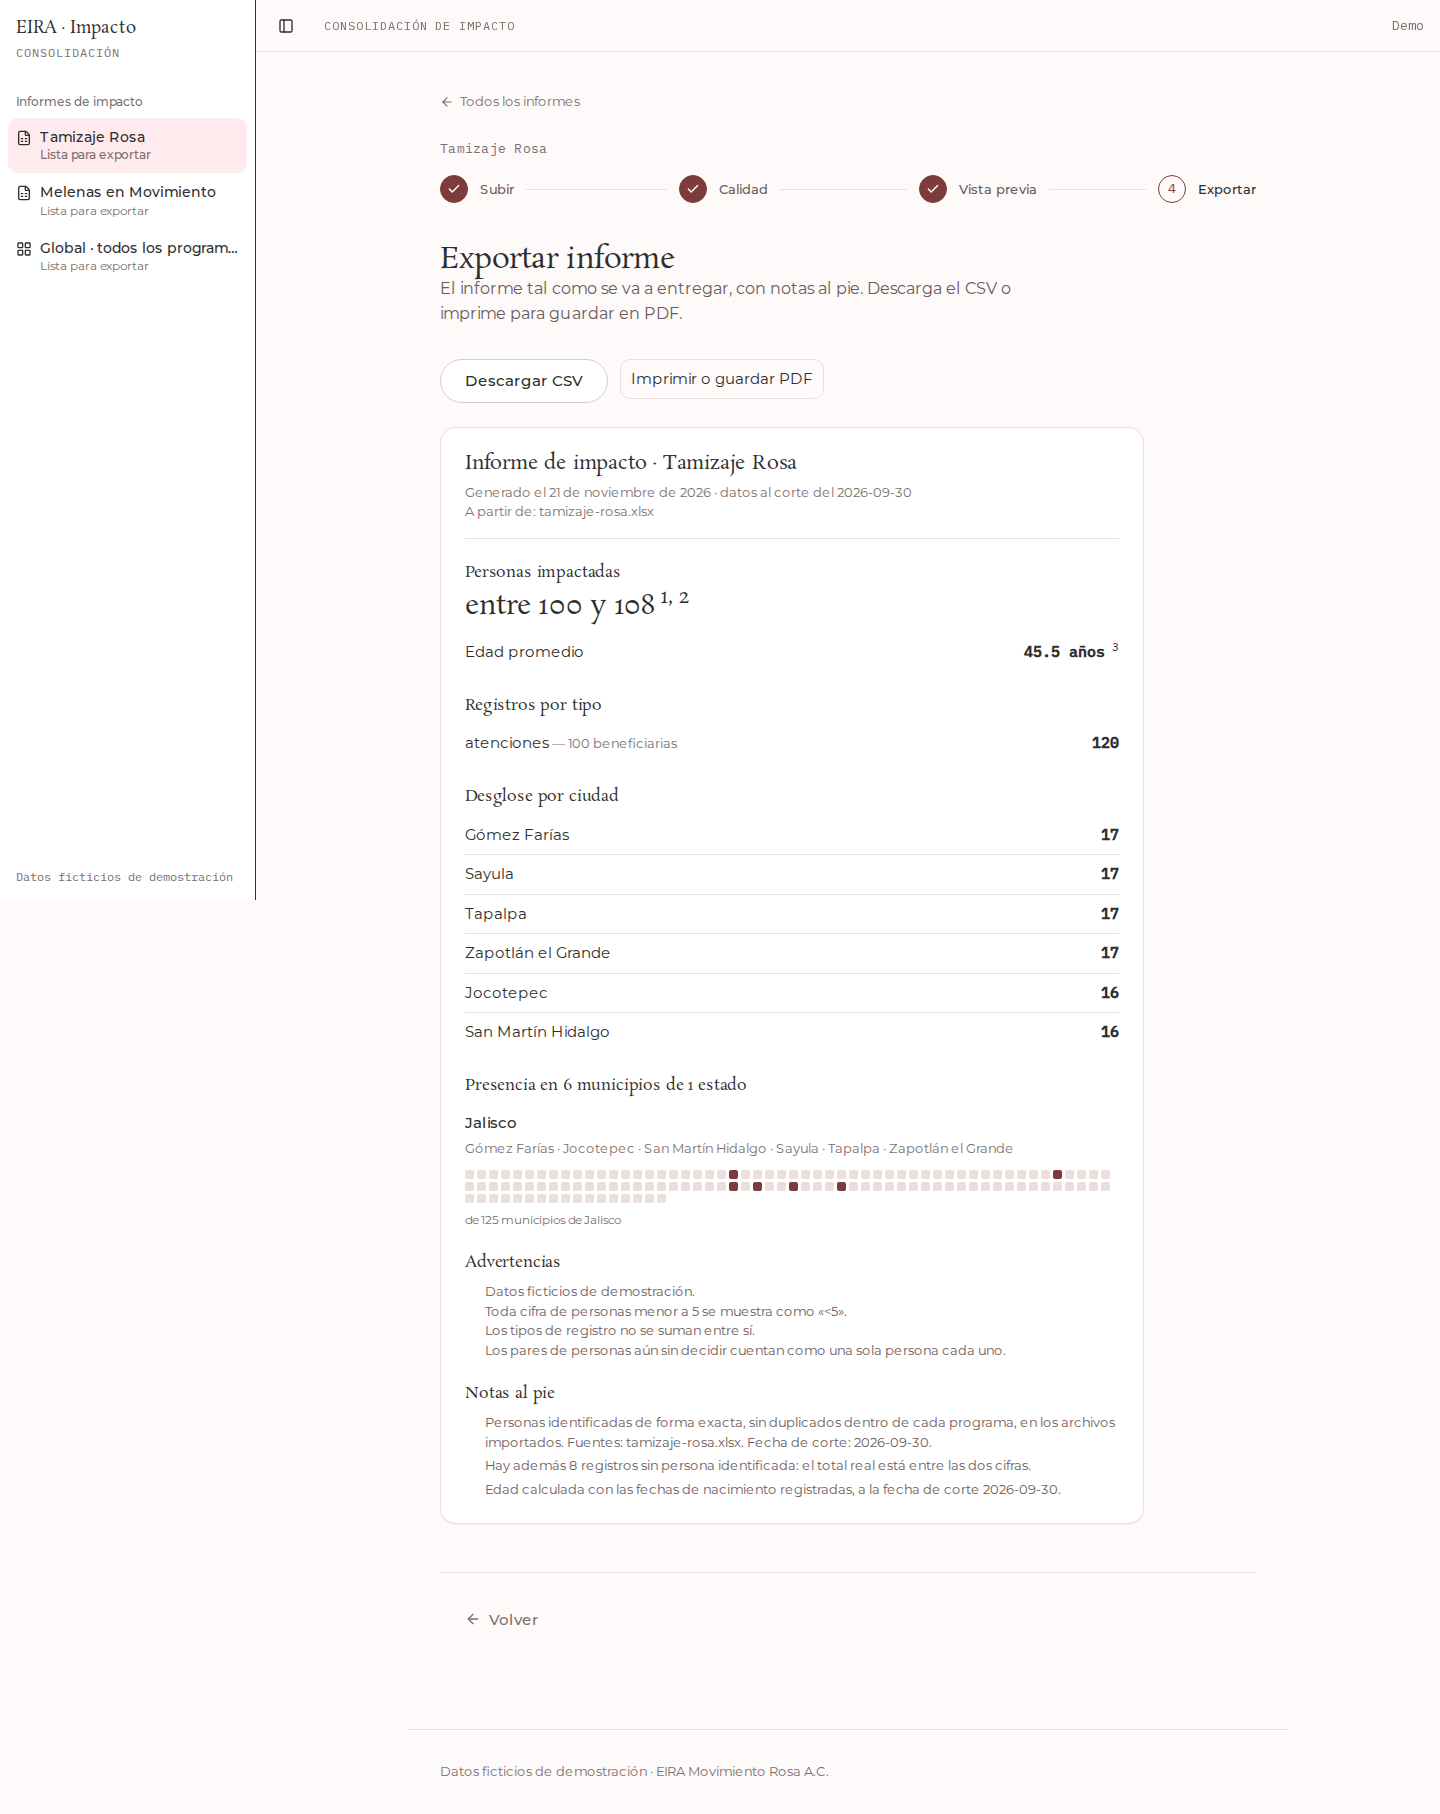 EIRA · Impacto
CONSOLIDACIÓN
Informes de impacto
Tamizaje Rosa
Lista para exportar
Melenas en Movimiento
Lista para exportar
Global · todos los program...
Lista para exportar
Datos ficticios de demostración
CONSOLIDACIÓN DE IMPACTO
Demo
Todos los informes
Tamizaje Rosa
Subir
Calidad
Vista previa
4 Exportar
Exportar informe
El informe tal como se va a entregar, con notas al pie. Descarga el CSV o
imprime para guardar en PDF.
Descargar CSV
Imprimir o guardar PDF
Informe de impacto · Tamizaje Rosa
Generado el 21 de noviembre de 2026 · datos al corte del 2026-09-30
A partir de: tamizaje-rosa.xlsx
Personas impactadas
entre 100 y 108 1, 2
Edad promedio 45.5 años 3
Registros por tipo
atenciones — 100 beneficiarias 120
Desglose por ciudad
Gómez Farías 17
Sayula 17
Tapalpa 17
Zapotlán el Grande 17
Jocotepec 16
San Martín Hidalgo 16
Presencia en 6 municipios de 1 estado
Jalisco
Gómez Farías · Jocotepec · San Martín Hidalgo · Sayula · Tapalpa · Zapotlán el Grande
de 125 municipios de Jalisco
Advertencias
Datos ficticios de demostración.
Toda cifra de personas menor a 5 se muestra como «<5».
Los tipos de registro no se suman entre sí.
Los pares de personas aún sin decidir cuentan como una sola persona cada uno.
Notas al pie
Personas identificadas de forma exacta, sin duplicados dentro de cada programa, en los archivos
importados. Fuentes: tamizaje-rosa.xlsx. Fecha de corte: 2026-09-30.
Hay además 8 registros sin persona identificada: el total real está entre las dos cifras.
Edad calculada con las fechas de nacimiento registradas, a la fecha de corte 2026-09-30.
Volver
Datos ficticios de demostración · EIRA Movimiento Rosa A.C.